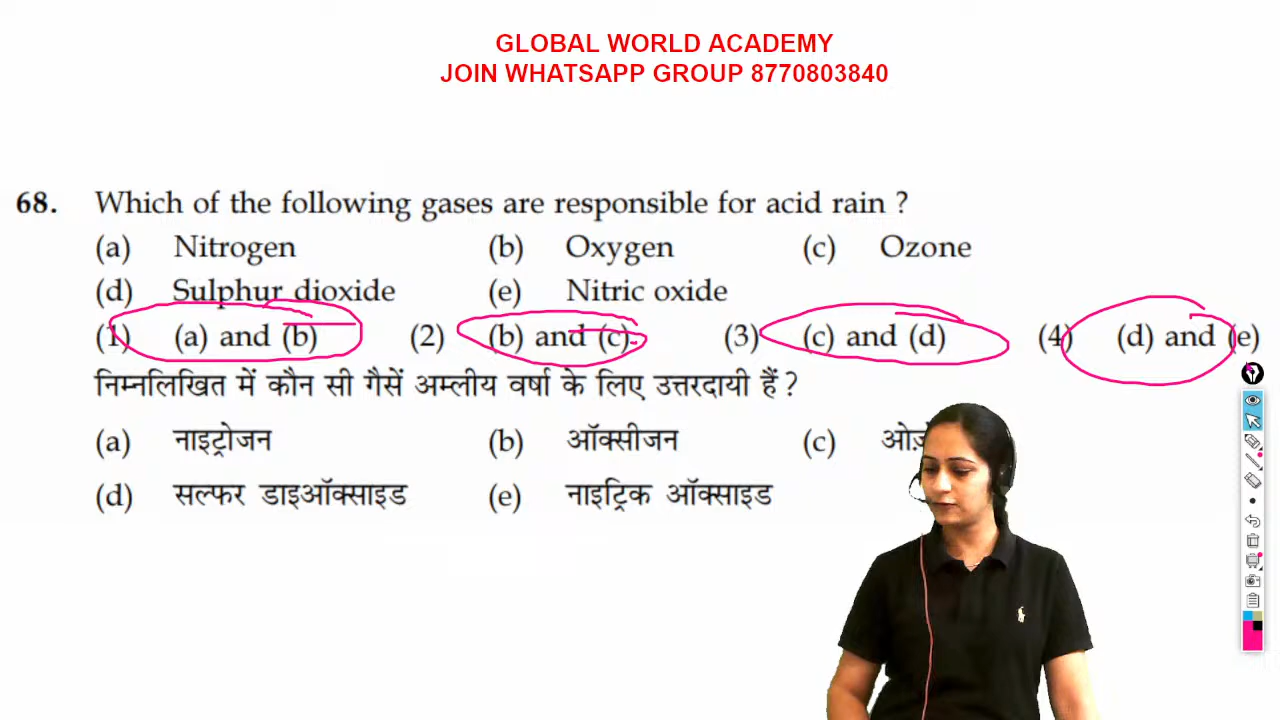 GLOBAL WORLD ACADEMY
JOIN WHATSAPP GROUP 8770803840
68. Which of the following gases are responsible for acid rain ?
(a) Nitrogen (b) Oxygen (c) Ozone
(d) Sulphur dioxide (e) Nitric oxide
(1) (a) and (b) (2) (b) and (c) (3) (c) and (d) (4) (d) and (e)
निम्नलिखित में कौन सी गैसें अम्लीय वर्षा के लिए उत्तरदायी हैं ?
(a) नाइट्रोजन (b) ऑक्सीजन (c)
(d) सल्फर डाइऑक्साइड (e) नाइट्रिक ऑक्साइड